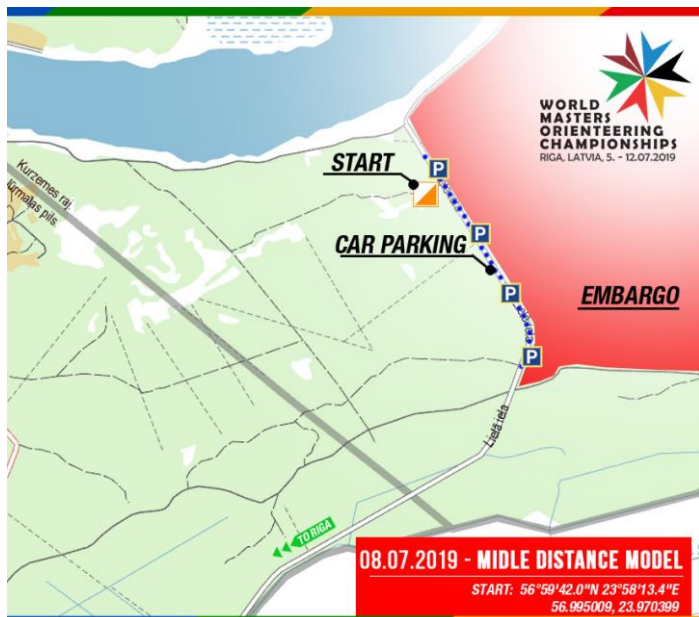 WORLD
MASTERS
ORIENTEERING
CHAMPIONSHIPS
RIGA, LATVIA, 5. - 12.07.2019
START
P
P
CAR PARKING
P
EMBARGO
P
Kurzemes raj.
pils.
Lielā iela
TO RIGA
08.07.2019 - MIDLE DISTANCE MODEL
START: 56°59'42.0"N 23°58'13.4"E
56.995009, 23.970399